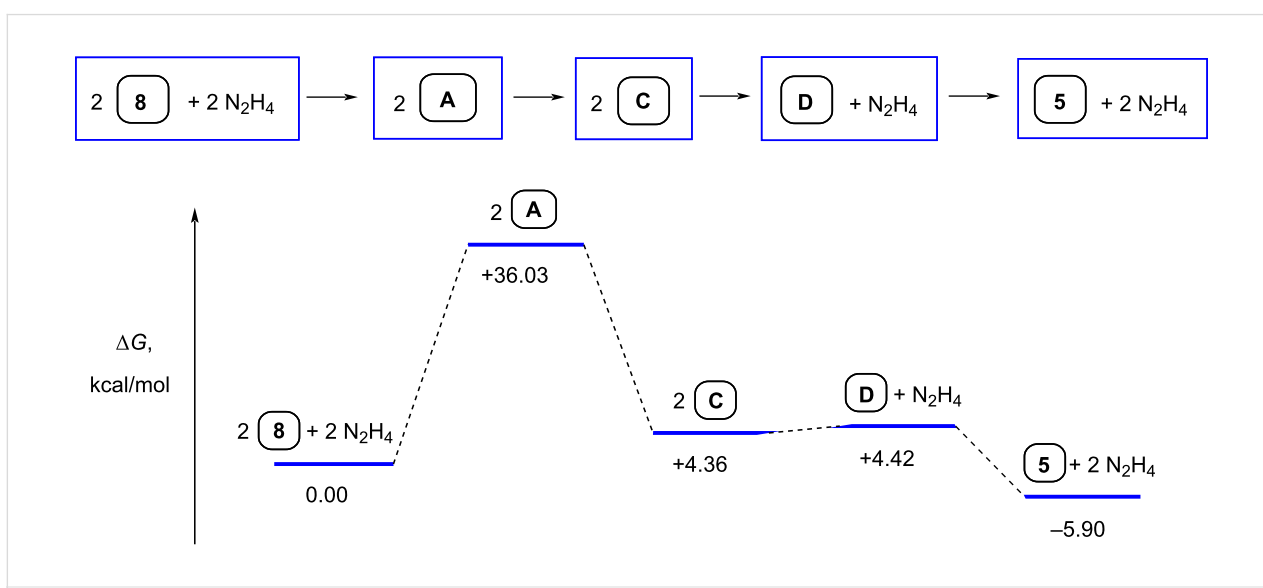 2 8 + 2 N₂H₄ 2 A 2 C D + N₂H₄ 5 + 2 N₂H₄
2 A
+36.03
ΔG,
kcal/mol
2 8 + 2 N₂H₄
0.00
2 C
+4.36
D + N₂H₄
+4.42
5 + 2 N₂H₄
–5.90